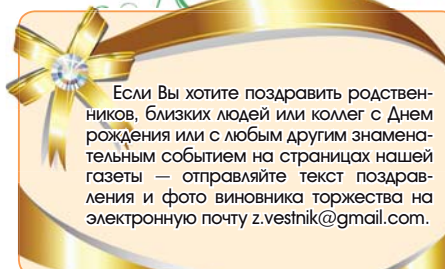 Если Вы хотите поздравить родствен-
ников, близких людей или коллег с Днем
рождения или с любым другим знамена-
тельным событием на страницах нашей
газеты — отправляйте текст поздрав-
ления и фото виновника торжества на
электронную почту z.vestnik@gmail.com.